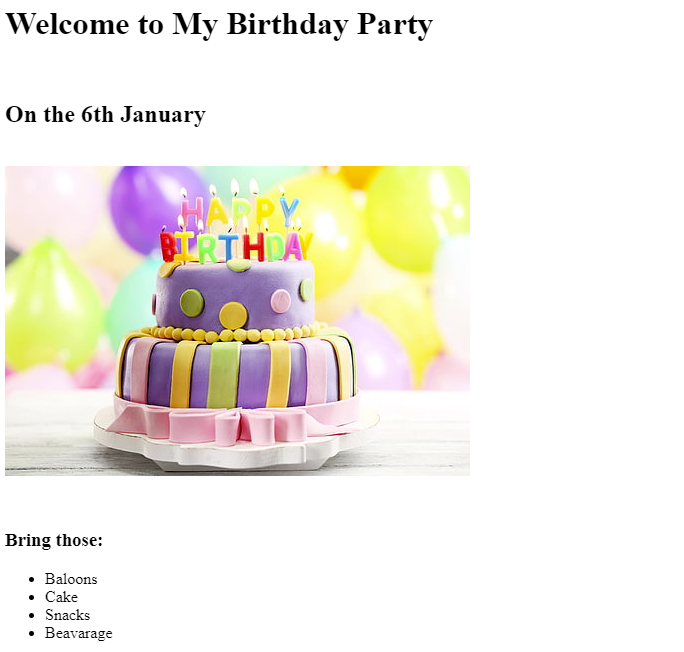 Welcome to My Birthday Party
On the 6th January
HAPPY
BIRTHDAY
Bring those:
Baloons
Cake
Snacks
Beavarage